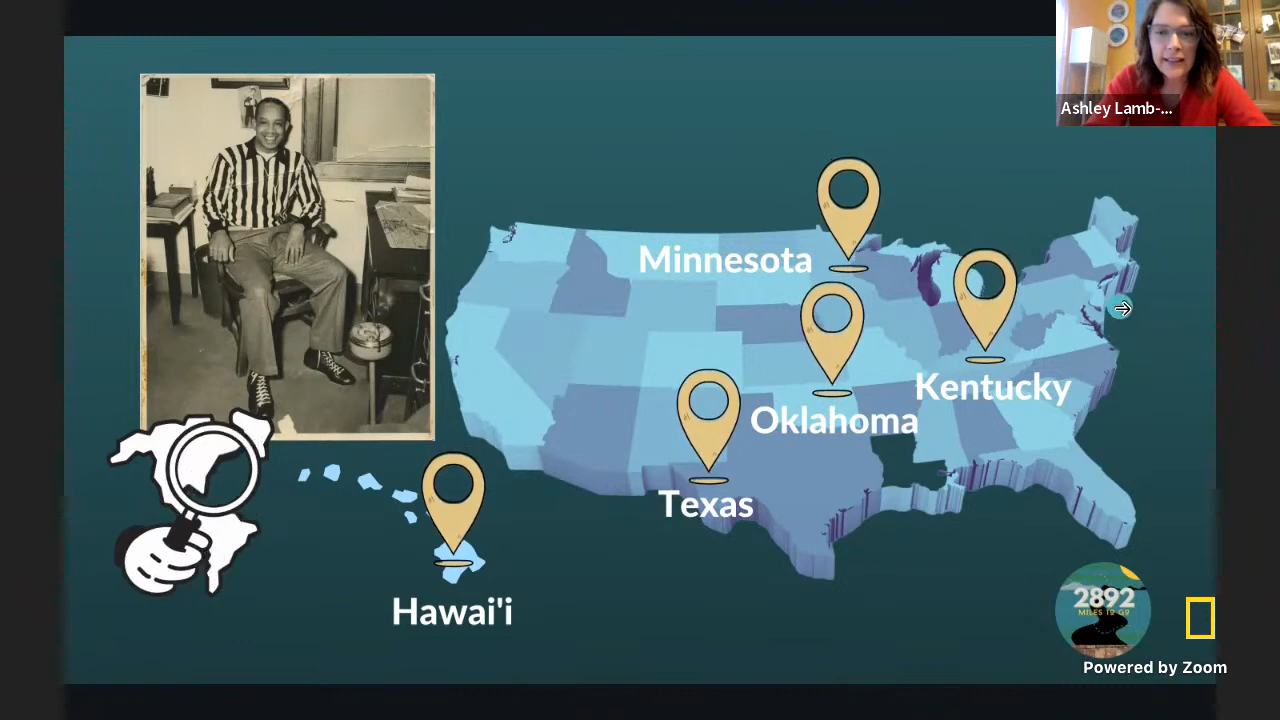 Ashley Lamb-...
Minnesota
Kentucky
Oklahoma
Texas
Hawai'i
2892
MILES TO GO
Powered by Zoom